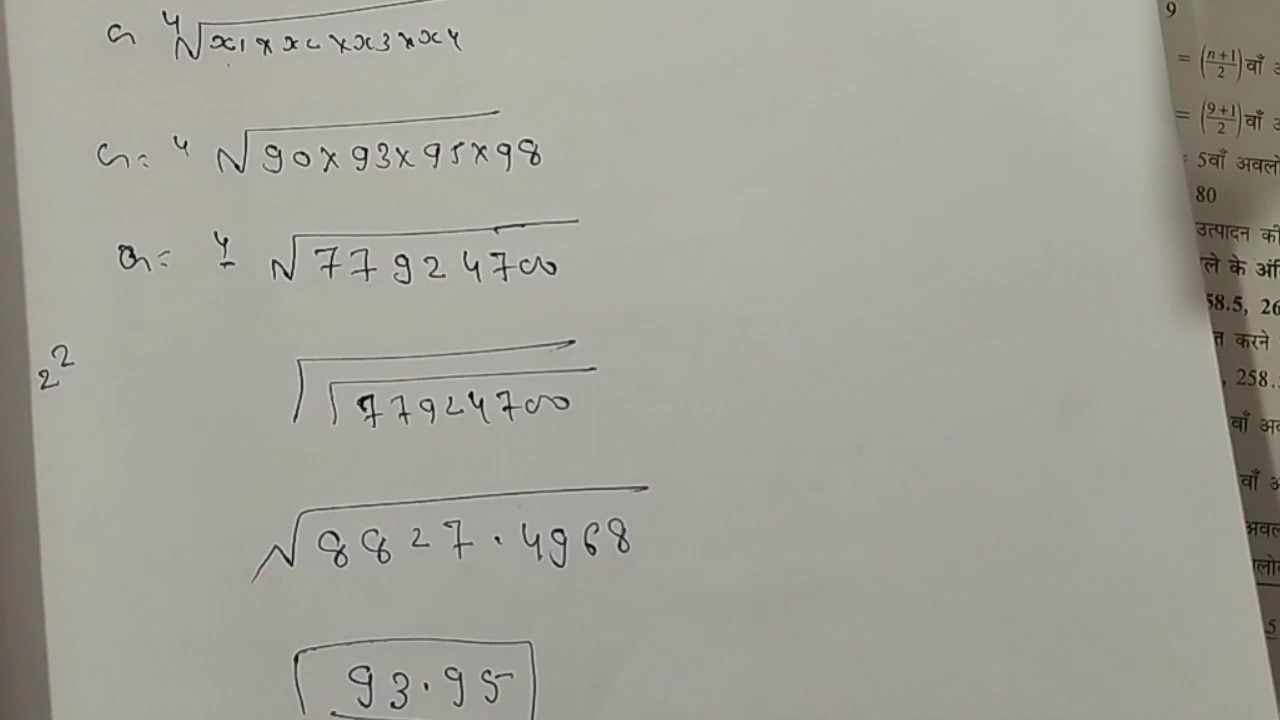 G ⁴√x1 x x2 x x3 x x4
G = ⁴√90 x 93 x 95 x 98
G = ⁴√77924700
2²
√√77924700
√8827.4968
93.95
9
= (n+1/2)वाँ
= (9+1/2)वाँ
5वाँ
80
उत्पादन की
के
58.5,
करने
, 258.
वाँ
वाँ
5